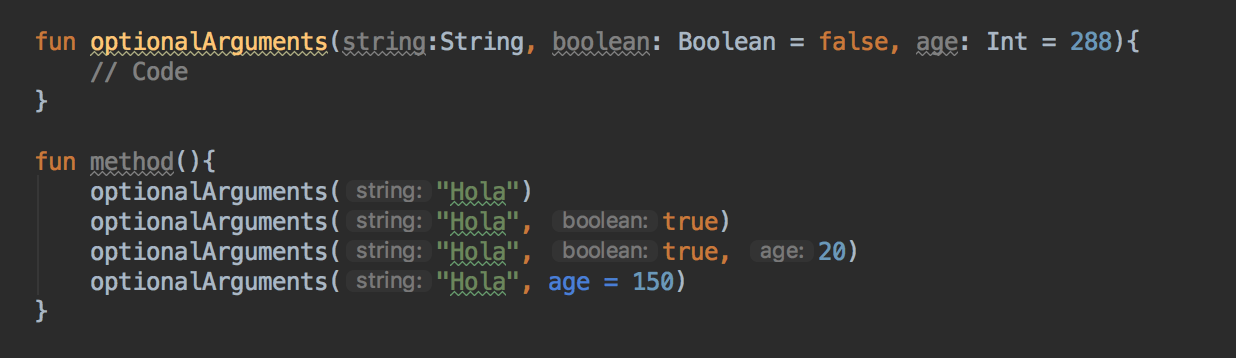 fun optionalArguments(string:String, boolean: Boolean = false, age: Int = 288){
    // Code
}
fun method(){
    optionalArguments( string: "Hola")
    optionalArguments( string: "Hola", boolean: true)
    optionalArguments( string: "Hola", boolean: true, age: 20)
    optionalArguments( string: "Hola", age = 150)
}